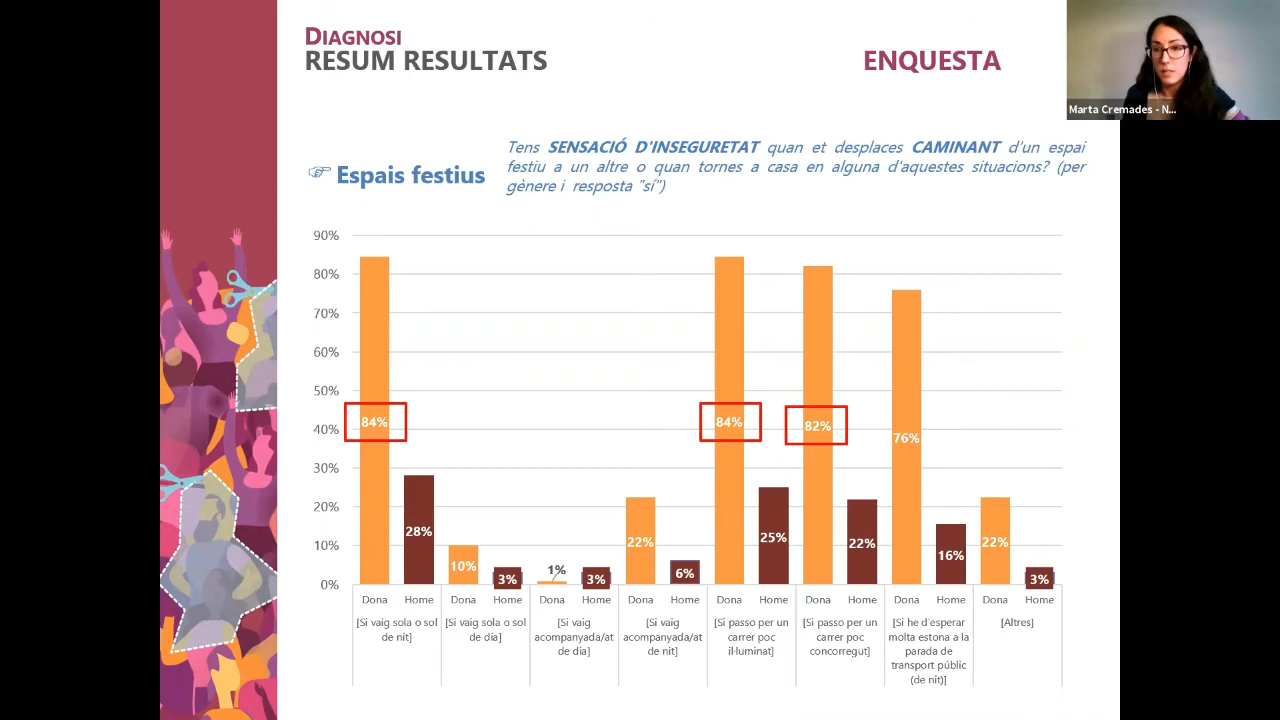 DIAGNOSI
RESUM RESULTATS
ENQUESTA
Marta Cremades - N...
Espais festius
Tens SENSACIÓ D'INSEGURETAT quan et desplaces CAMINANT d'un espai
festiu a un altre o quan tornes a casa en alguna d'aquestes situacions? (per
gènere i resposta "sí")
90%
80%
70%
60%
50%
40%
30%
20%
10%
0%
84%
28%
10%
3%
1%
3%
22%
6%
84%
25%
82%
22%
76%
16%
22%
3%
Dona Home Dona Home Dona Home Dona Home Dona Home Dona Home Dona Home Dona Home
[Si vaig sola o sol
de nit]
[Si vaig sola o sol
de dia]
[Si vaig
acompanyada/at
de dia]
[Si vaig
acompanyada/at
de nit]
[Si passo per un
carrer poc
il·luminat]
[Si passo per un
carrer poc
concorregut]
[Si he d'esperar
molta estona a la
parada de
transport públic
(de nit)]
[Altres]